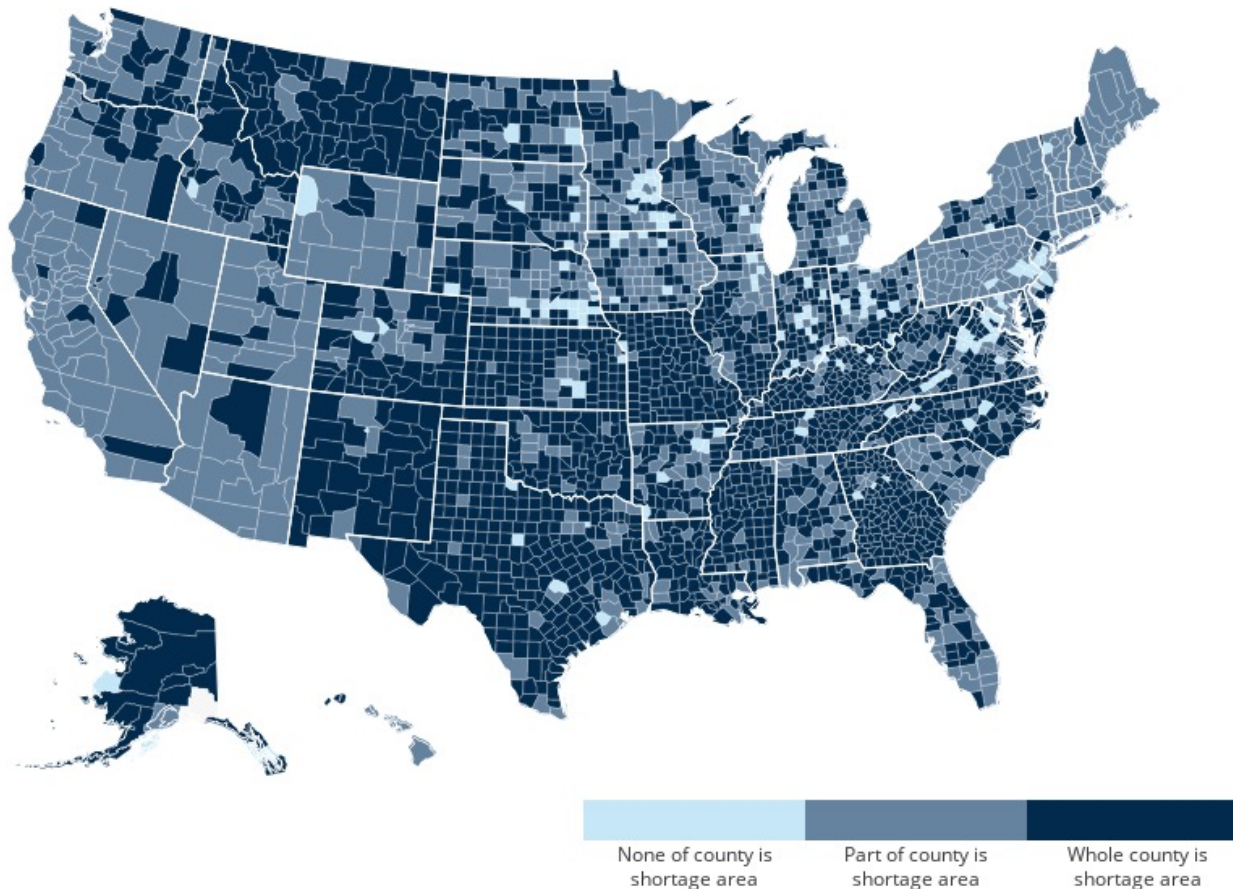 None of county is
shortage area
Part of county is
shortage area
Whole county is
shortage area